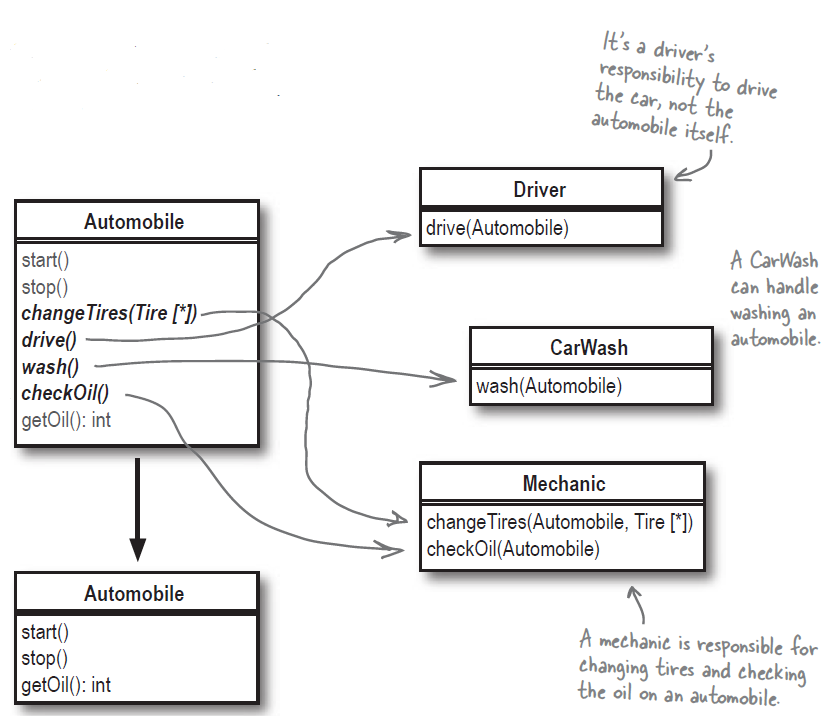 It's a driver's
responsibility to drive
the car, not the
automobile itself.
Automobile
start()
stop()
changeTires(Tire [*])
drive()
wash()
checkOil()
getOil(): int
Driver
drive(Automobile)
A CarWash
can handle
washing an
automobile.
CarWash
wash(Automobile)
Mechanic
changeTires(Automobile, Tire [*])
checkOil(Automobile)
Automobile
start()
stop()
getOil(): int
A mechanic is responsible for
changing tires and checking
the oil on an automobile.